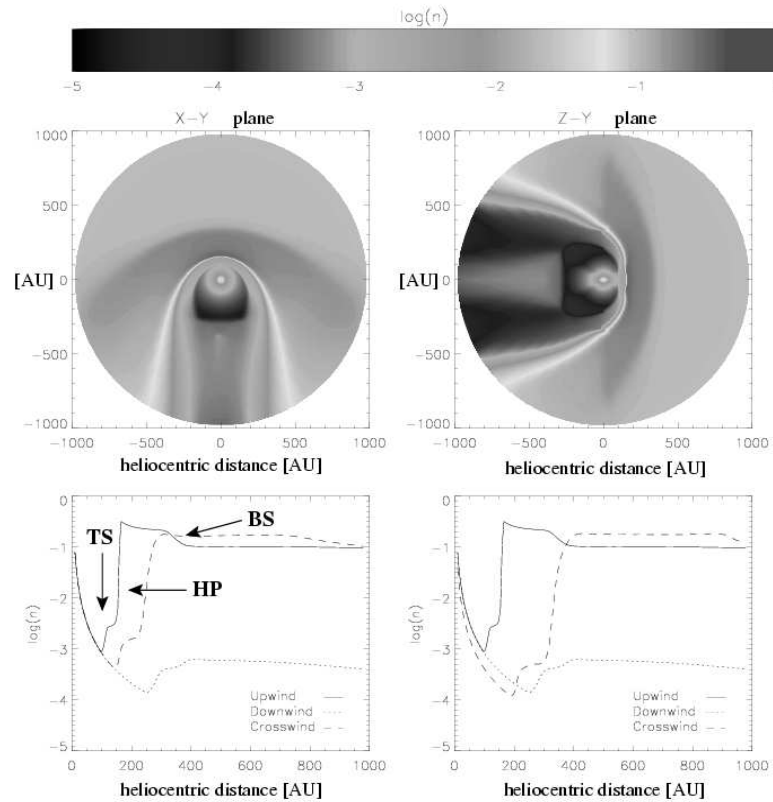 log(n)
-5 -4 -3 -2 -1
X-Y plane
Z-Y plane
1000
500
[AU] 0
-500
-1000
-1000 -500 0 500 1000
heliocentric distance [AU]
1000
500
[AU] 0
-500
-1000
-1000 -500 0 500 1000
heliocentric distance [AU]
0
-1
-2
-3
-4
-5
log(n)
TS
BS
HP
Upwind
Downwind
Crosswind
0 200 400 600 800 1000
heliocentric distance [AU]
0
-1
-2
-3
-4
-5
log(n)
Upwind
Downwind
Crosswind
0 200 400 600 800 1000
heliocentric distance [AU]